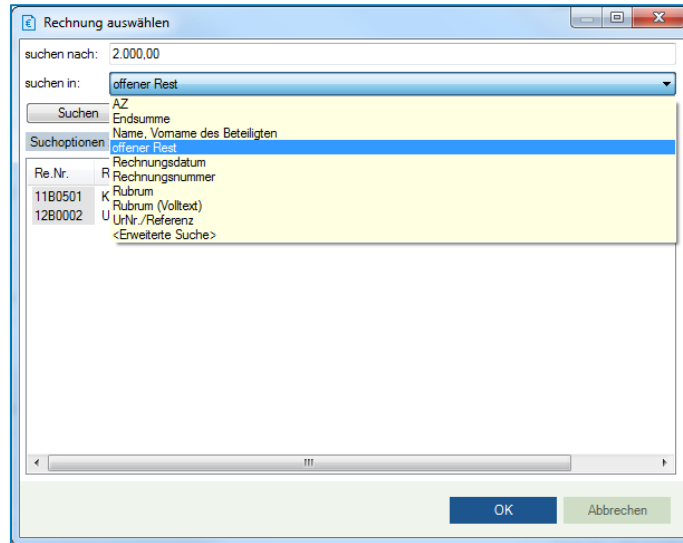 Rechnung auswählen
suchen nach: 2.000,00
suchen in: offener Rest
Suchen
AZ
Endsumme
Name, Vorname des Beteiligten
Suchoptionen
offener Rest
Rechnungsdatum
Re.Nr. R
Rechnungsnummer
11B0501 K
Rubrum
Rubrum (Volltext)
12B0002 U
UrNr./Referenz
<Erweiterte Suche>
OK Abbrechen